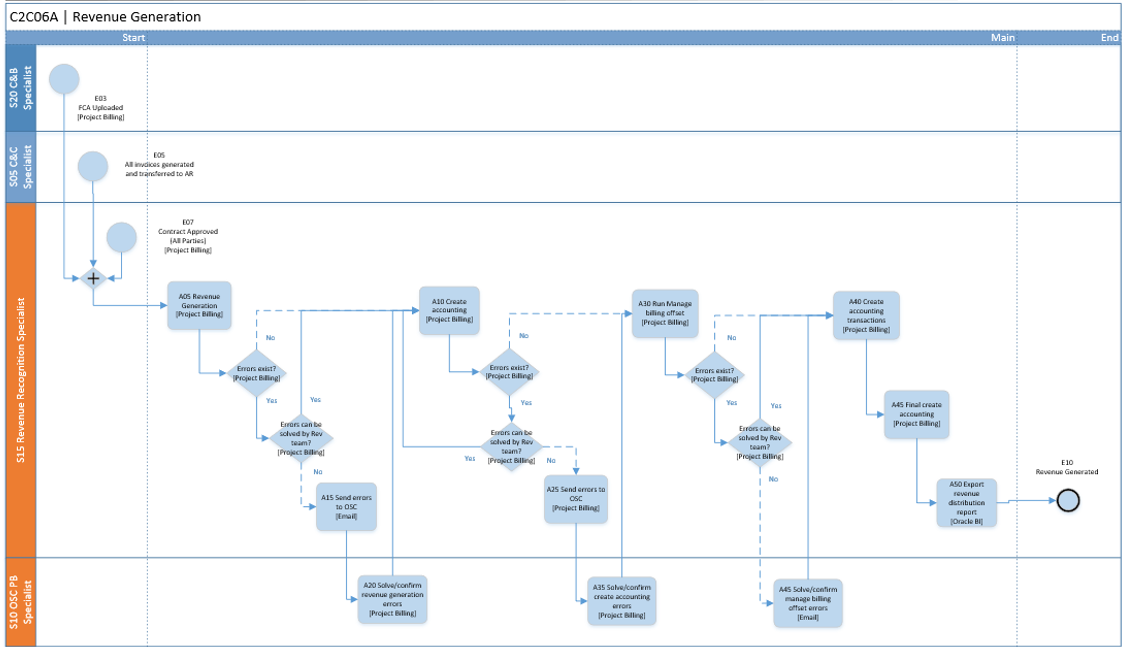 C2C06A | Revenue Generation
Start
Main
End
S20 C&B
Specialist
E03
FCA Uploaded
[Project Billing]
S05 C&C
Specialist
E05
All invoices generated
and transferred to AR
S15 Revenue Recognition Specialist
E07
Contract Approved
(All Parties)
[Project Billing]
A05 Revenue
Generation
[Project Billing]
Errors exist?
[Project Billing]
No
Yes
Errors can be
solved by Rev
team?
[Project Billing]
Yes
No
A15 Send errors
to OSC
[Email]
A10 Create
accounting
[Project Billing]
Errors exist?
[Project Billing]
No
Yes
Errors can be
solved by Rev
team?
[Project Billing]
Yes
No
A25 Send errors to
OSC
[Project Billing]
A30 Run Manage
billing offset
[Project Billing]
Errors exist?
[Project Billing]
No
Yes
Errors can be
solved by Rev
team?
[Project Billing]
Yes
No
A40 Create
accounting
transactions
[Project Billing]
A45 Final create
accounting
[Project Billing]
A50 Export
revenue
distribution
report
[Oracle BI]
E10
Revenue Generated
S10 OSC PB
Specialist
A20 Solve/confirm
revenue generation
errors
[Project Billing]
A35 Solve/confirm
create accounting
errors
[Project Billing]
A45 Solve/confirm
manage billing
offset errors
[Email]